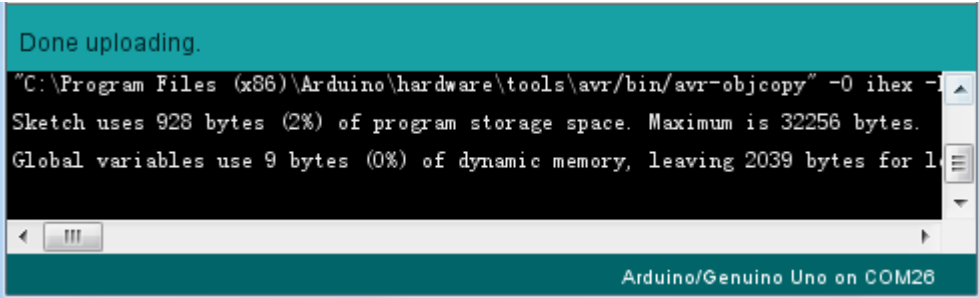 Done uploading.
"C:\Program Files (x86)\Arduino\hardware\tools\avr/bin/avr-objcopy" -O ihex
Sketch uses 928 bytes (2%) of program storage space. Maximum is 32256 bytes.
Global variables use 9 bytes (0%) of dynamic memory, leaving 2039 bytes for
Arduino/Genuino Uno on COM26